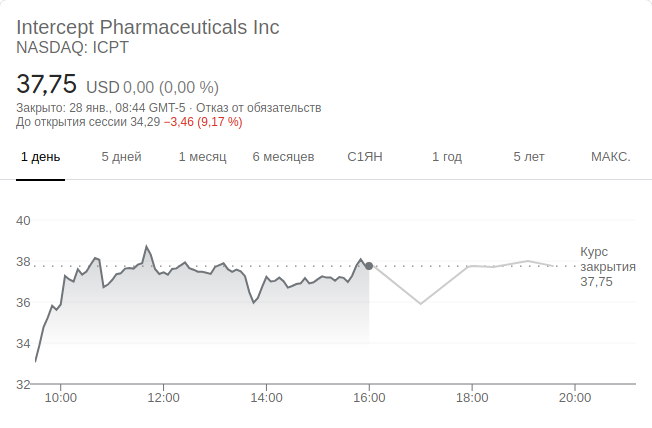 Intercept Pharmaceuticals Inc
NASDAQ: ICPT
37,75 USD 0,00 (0,00 %)
Закрыто: 28 янв., 08:44 GMT-5 · Отказ от обязательств
До открытия сессии 34,29 −3,46 (9,17 %)
1 день 5 дней 1 месяц 6 месяцев С1ЯН 1 год 5 лет МАКС.
40
38
36
34
32
Курс
закрытия
37,75
10:00 12:00 14:00 16:00 18:00 20:00